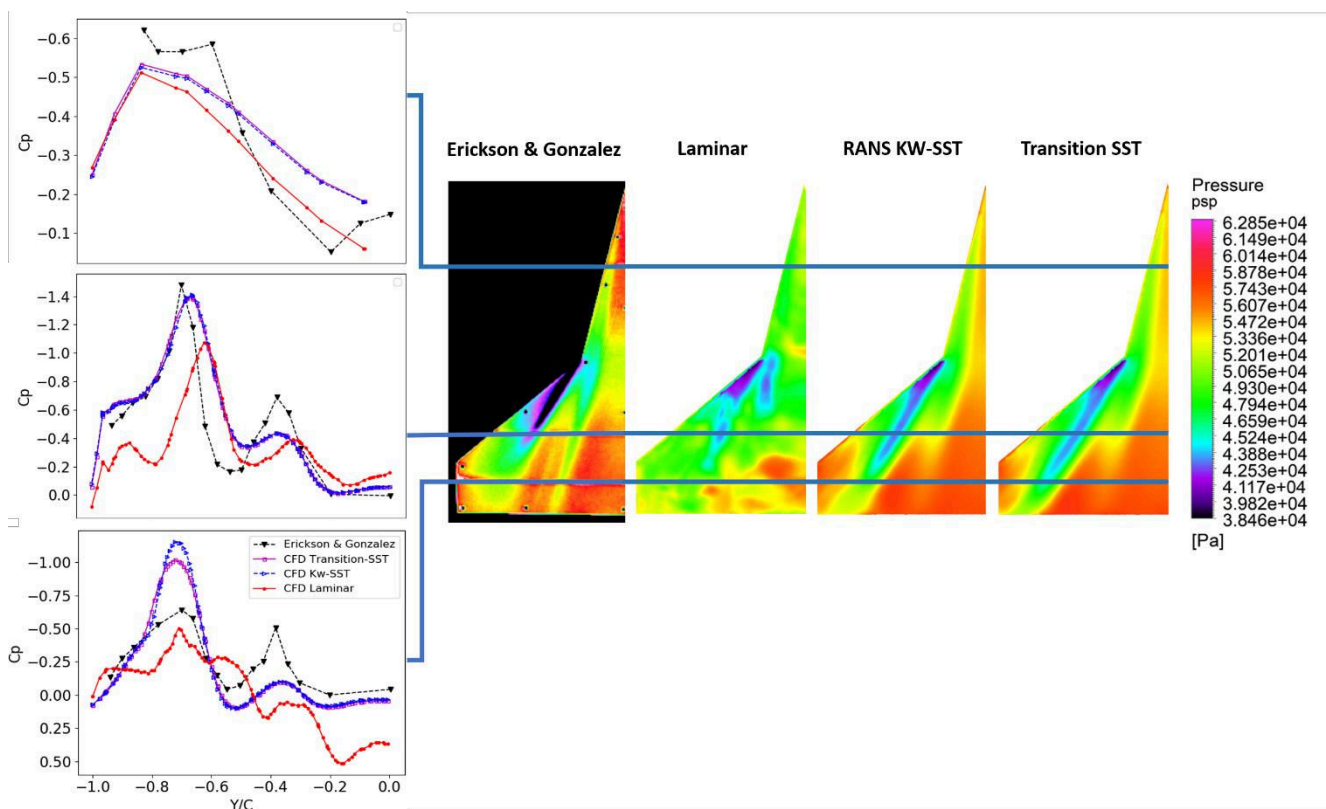 −0.6
−0.5
−0.4
−0.3
−0.2
−0.1
Cp
−1.4
−1.2
−1.0
−0.8
−0.6
−0.4
−0.2
0.0
Cp
−1.00
−0.75
−0.50
−0.25
0.00
0.25
0.50
Cp
Erickson & Gonzalez
CFD Transition-SST
CFD Kw-SST
CFD Laminar
−1.0 −0.8 −0.6 −0.4 −0.2 0.0
Y/C
Erickson & Gonzalez Laminar RANS KW-SST Transition SST
Pressure
psp
6.285e+04
6.149e+04
6.014e+04
5.878e+04
5.743e+04
5.607e+04
5.472e+04
5.336e+04
5.201e+04
5.065e+04
4.930e+04
4.794e+04
4.659e+04
4.524e+04
4.388e+04
4.253e+04
4.117e+04
3.982e+04
3.846e+04
[Pa]